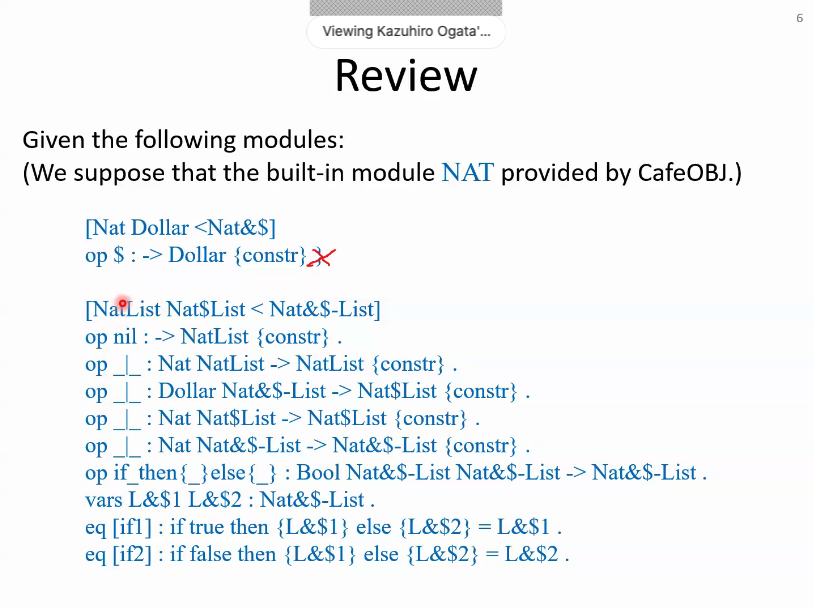 6
Viewing Kazuhiro Ogata'...
Review
Given the following modules:
(We suppose that the built-in module NAT provided by CafeOBJ.)
[Nat Dollar <Nat&$]
op $ : -> Dollar {constr} }
[NatList Nat$List < Nat&$-List]
op nil : -> NatList {constr} .
op _|_ : Nat NatList -> NatList {constr} .
op _|_ : Dollar Nat&$-List -> Nat$List {constr} .
op _|_ : Nat Nat$List -> Nat$List {constr} .
op _|_ : Nat Nat&$-List -> Nat&$-List {constr} .
op if_then{_}else{_} : Bool Nat&$-List Nat&$-List -> Nat&$-List .
vars L&$1 L&$2 : Nat&$-List .
eq [if1] : if true then {L&$1} else {L&$2} = L&$1 .
eq [if2] : if false then {L&$1} else {L&$2} = L&$2 .